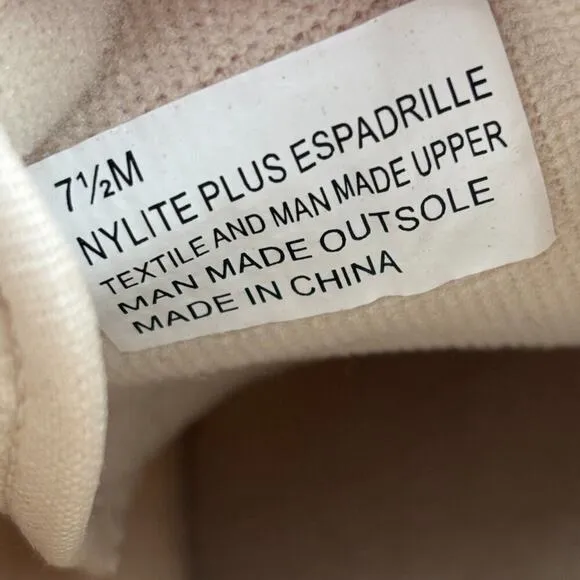 7½M
NYLITE PLUS ESPADRILLE
TEXTILE AND MAN MADE UPPER
MAN MADE OUTSOLE
MADE IN CHINA